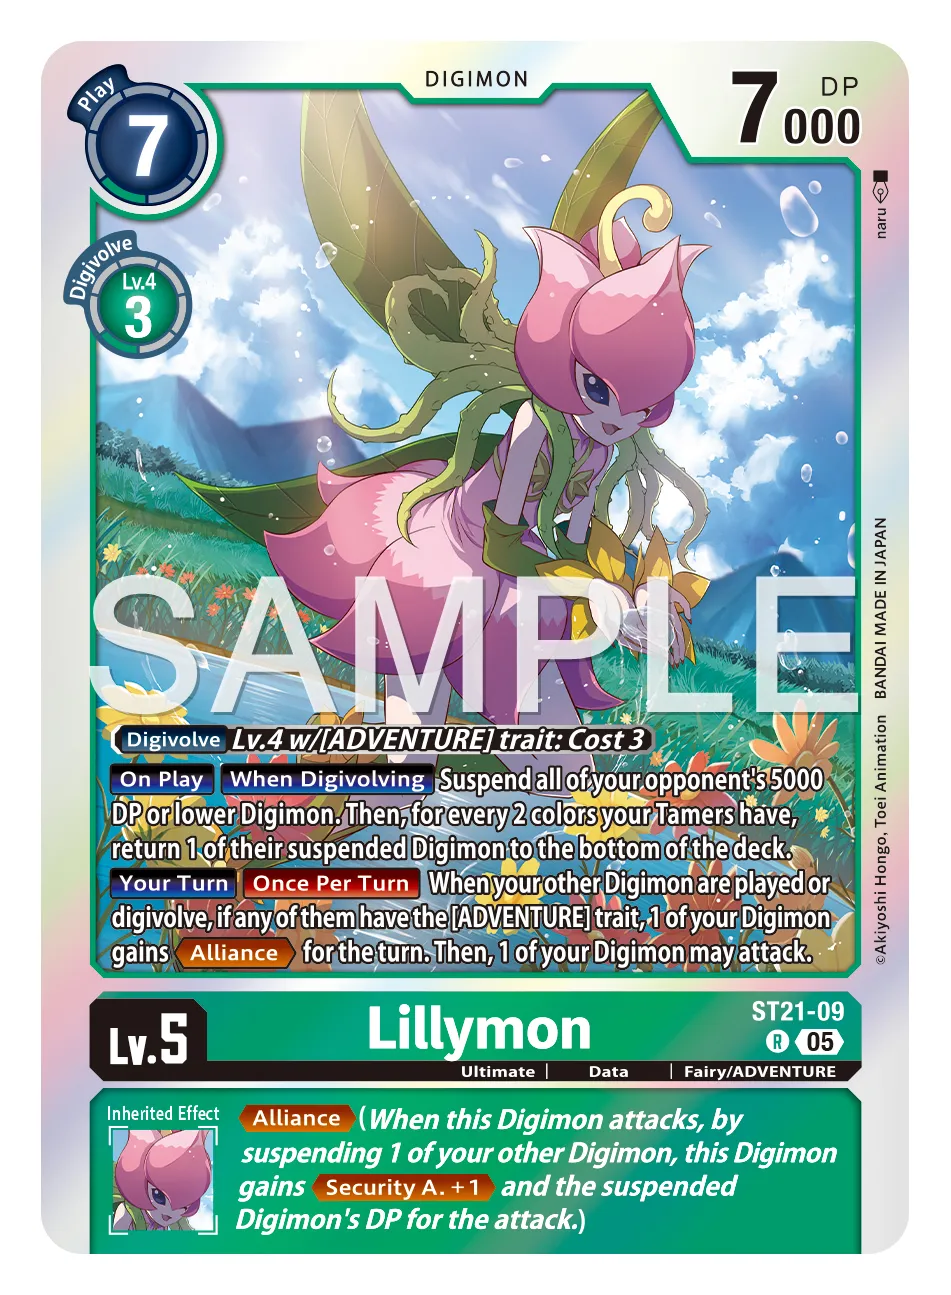 DIGIMON
Play
7
7000
DP
Digivolve
Lv.4
3
naru
BANDAI MADE IN JAPAN
©Akiyoshi Hongo, Toei Animation
SAMPLE
Digivolve Lv.4 w/[ADVENTURE] trait: Cost 3
On Play When Digivolving Suspend all of your opponent's 5000
DP or lower Digimon. Then, for every 2 colors your Tamers have,
return 1 of their suspended Digimon to the bottom of the deck.
Your Turn Once Per Turn When your other Digimon are played or
digivolve, if any of them have the [ADVENTURE] trait, 1 of your Digimon
gains Alliance for the turn. Then, 1 of your Digimon may attack.
Lv.5
Lillymon
ST21-09
R 05
Ultimate | Data | Fairy/ADVENTURE
Inherited Effect
Alliance (When this Digimon attacks, by
suspending 1 of your other Digimon, this Digimon
gains Security A. +1 and the suspended
Digimon's DP for the attack.)